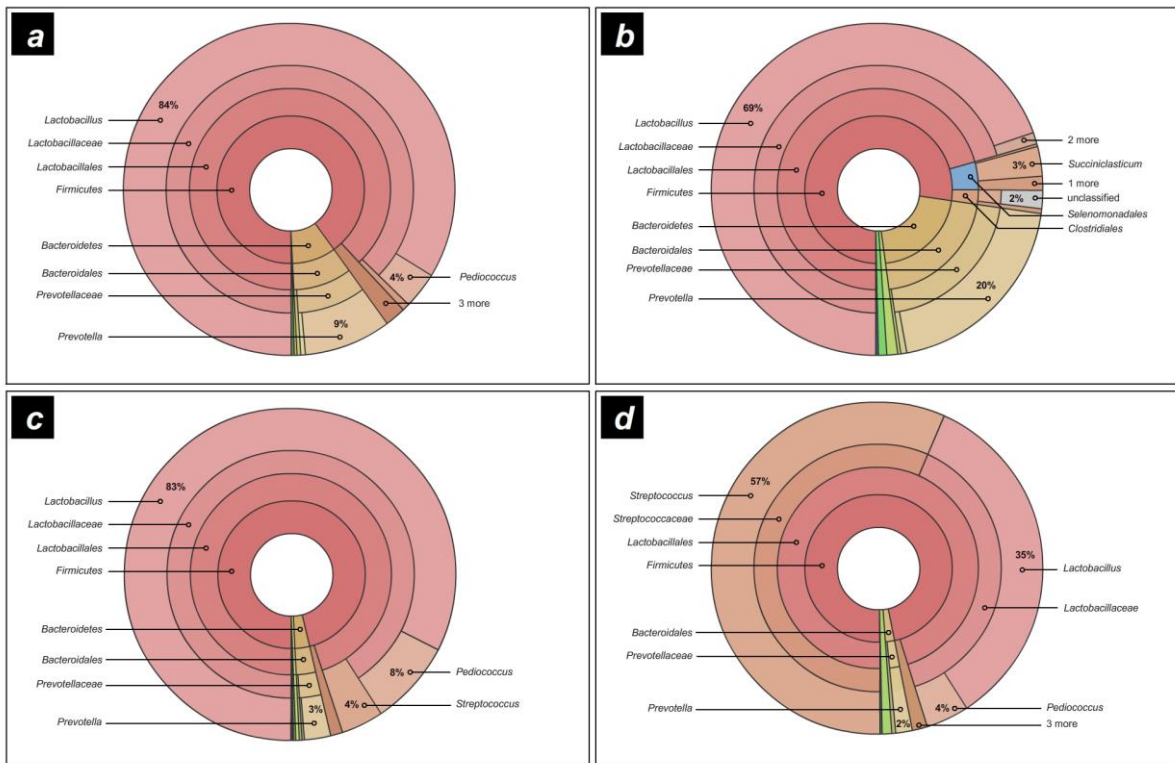 a
84%
Lactobacillus
Lactobacillaceae
Lactobacillales
Firmicutes
Bacteroidetes
Bacteroidales
Prevotellaceae
Prevotella
9%
4%
Pediococcus
3 more
b
69%
Lactobacillus
Lactobacillaceae
Lactobacillales
Firmicutes
Bacteroidetes
Bacteroidales
Prevotellaceae
Prevotella
20%
2 more
3%
Succiniclasticum
1 more
2%
unclassified
Selenomonadales
Clostridiales
c
83%
Lactobacillus
Lactobacillaceae
Lactobacillales
Firmicutes
Bacteroidetes
Bacteroidales
Prevotellaceae
Prevotella
3%
8%
Pediococcus
4%
Streptococcus
d
57%
Streptococcus
Streptococcaceae
Lactobacillales
Firmicutes
Bacteroidales
Prevotellaceae
Prevotella
2%
35%
Lactobacillus
Lactobacillaceae
4%
Pediococcus
3 more